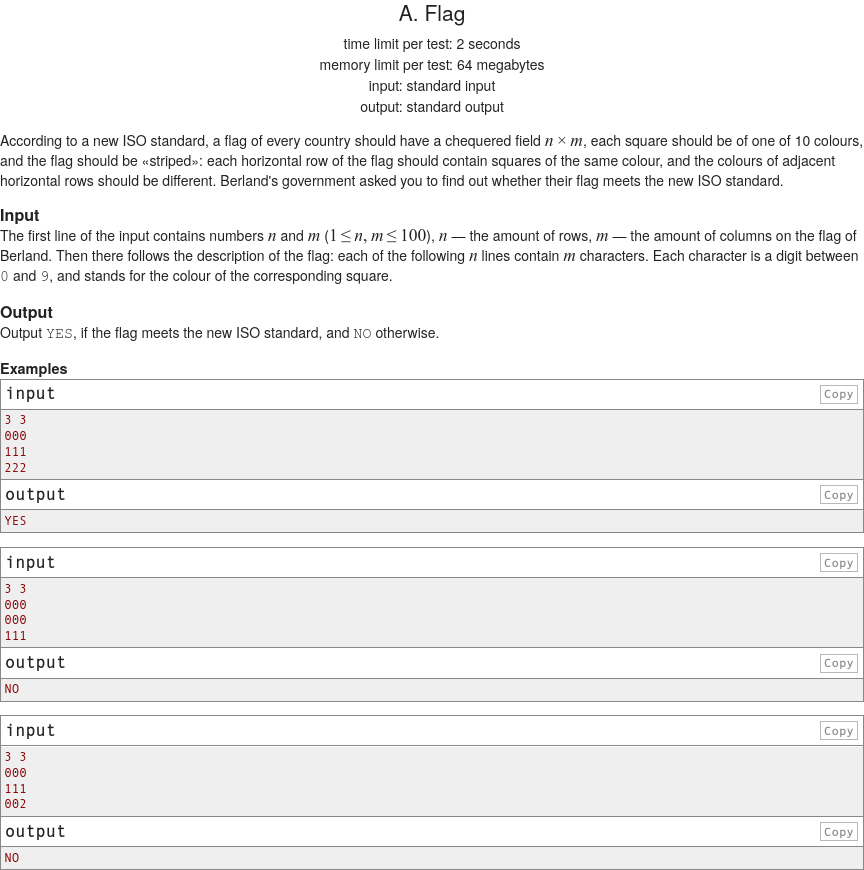 A. Flag
time limit per test: 2 seconds
memory limit per test: 64 megabytes
input: standard input
output: standard output
According to a new ISO standard, a flag of every country should have a chequered field n × m, each square should be of one of 10 colours,
and the flag should be «striped»: each horizontal row of the flag should contain squares of the same colour, and the colours of adjacent
horizontal rows should be different. Berland's government asked you to find out whether their flag meets the new ISO standard.
Input
The first line of the input contains numbers n and m (1 ≤ n, m ≤ 100), n — the amount of rows, m — the amount of columns on the flag of
Berland. Then there follows the description of the flag: each of the following n lines contain m characters. Each character is a digit between
0 and 9, and stands for the colour of the corresponding square.
Output
Output YES, if the flag meets the new ISO standard, and NO otherwise.
Examples
input Copy
3 3
000
111
222
output Copy
YES
input Copy
3 3
000
000
111
output Copy
NO
input Copy
3 3
000
111
002
output Copy
NO